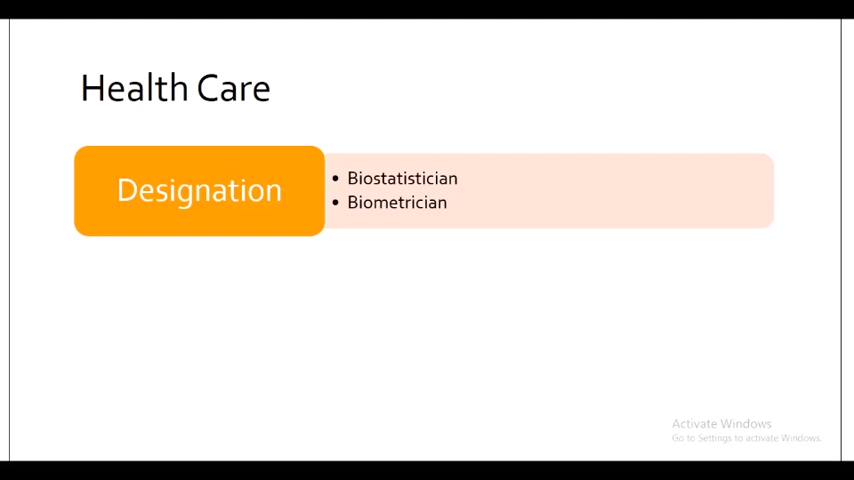 Health Care
Designation
• Biostatistician
• Biometrician
Activate Windows
Go to Settings to activate Windows.